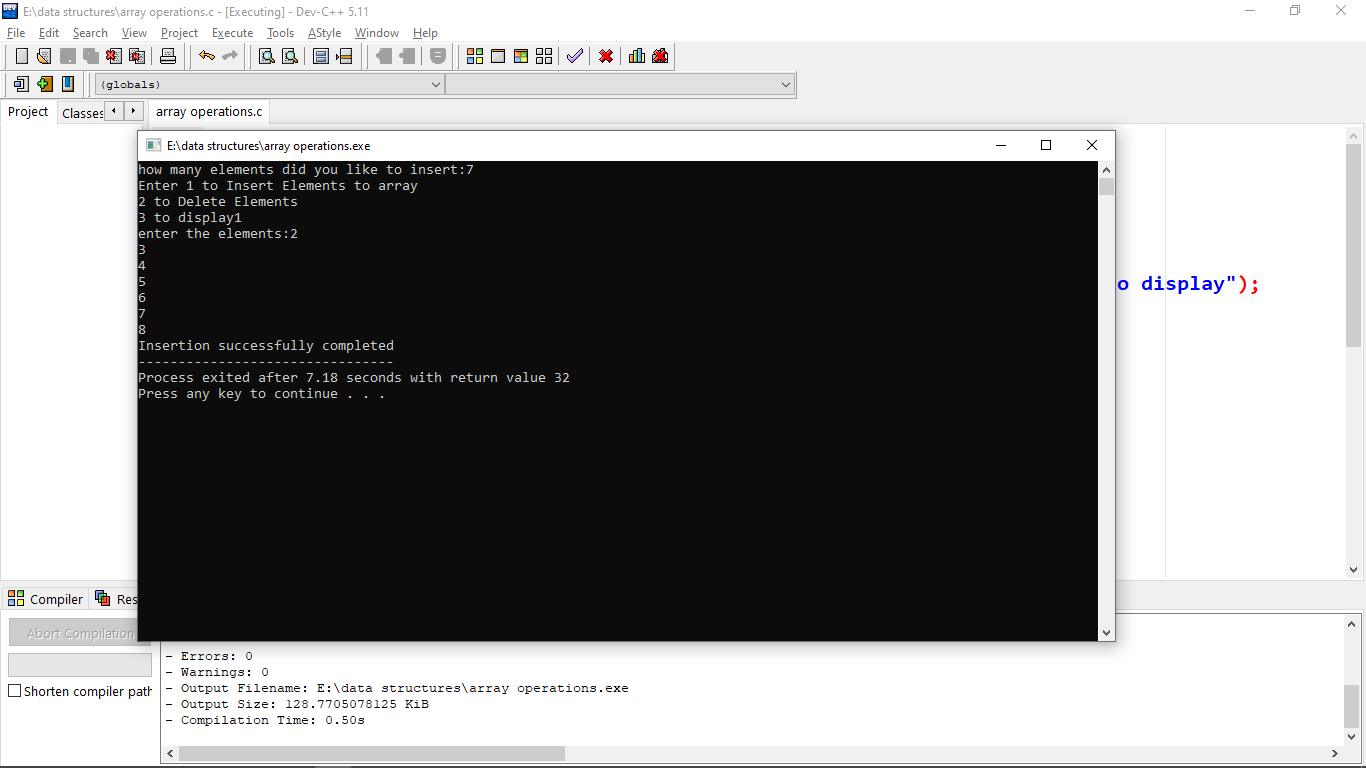 E:\data structures\array operations.c - [Executing] - Dev-C++ 5.11
File Edit Search View Project Execute Tools AStyle Window Help
(globals)
Project Classes array operations.c
E:\data structures\array operations.exe
how many elements did you like to insert:7
Enter 1 to Insert Elements to array
2 to Delete Elements
3 to display1
enter the elements:2
3
4
5
6
7
8
Insertion successfully completed
--------------------------------
Process exited after 7.18 seconds with return value 32
Press any key to continue . . .
o display");
Compiler Res
Abort Compilation
Shorten compiler path
- Errors: 0
- Warnings: 0
- Output Filename: E:\data structures\array operations.exe
- Output Size: 128.7705078125 KiB
- Compilation Time: 0.50s